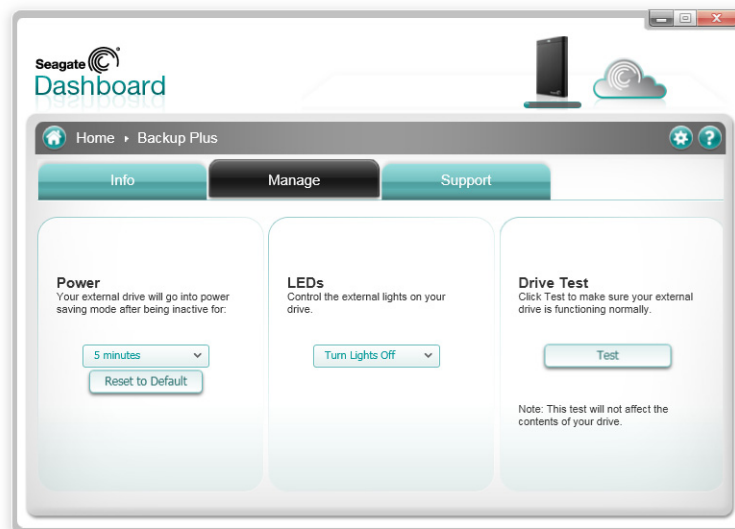 Seagate
Dashboard
Home ▸ Backup Plus
Info
Manage
Support
Power
Your external drive will go into power
saving mode after being inactive for:
5 minutes
Reset to Default
LEDs
Control the external lights on your
drive.
Turn Lights Off
Drive Test
Click Test to make sure your external
drive is functioning normally.
Test
Note: This test will not affect the
contents of your drive.